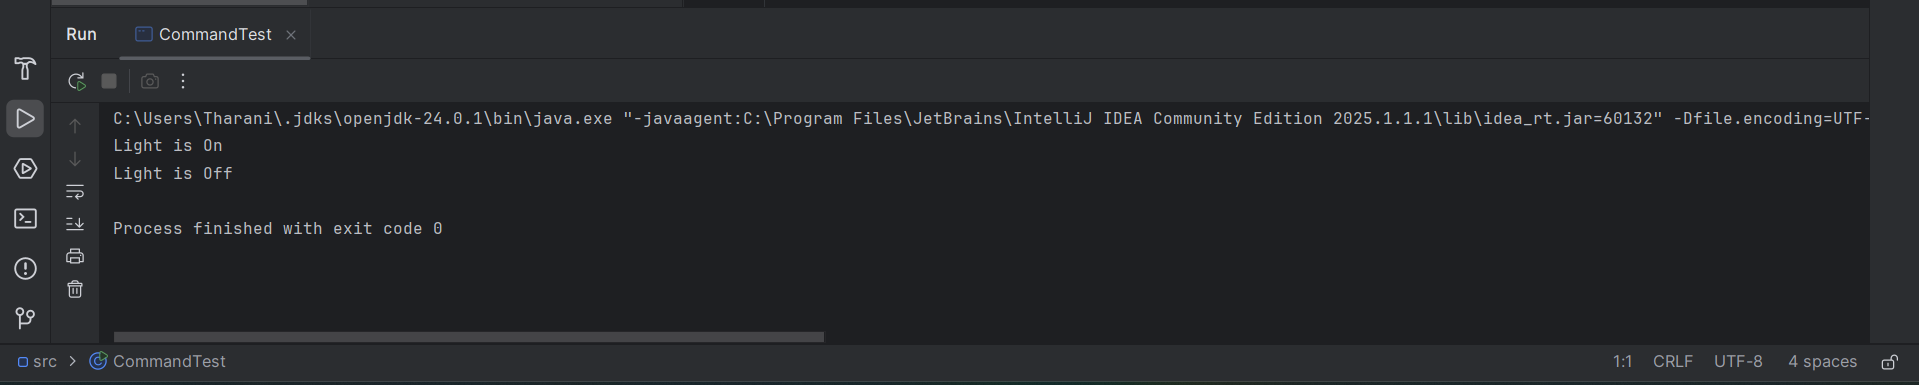 Run CommandTest
C:\Users\Tharani\.jdks\openjdk-24.0.1\bin\java.exe "-javaagent:C:\Program Files\JetBrains\IntelliJ IDEA Community Edition 2025.1.1.1\lib\idea_rt.jar=60132" -Dfile.encoding=UTF-
Light is On
Light is Off
Process finished with exit code 0
src CommandTest 1:1 CRLF UTF-8 4 spaces